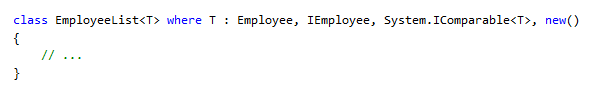 class EmployeeList<T> where T : Employee, IEmployee, System.IComparable<T>, new()
{
    // ...
}